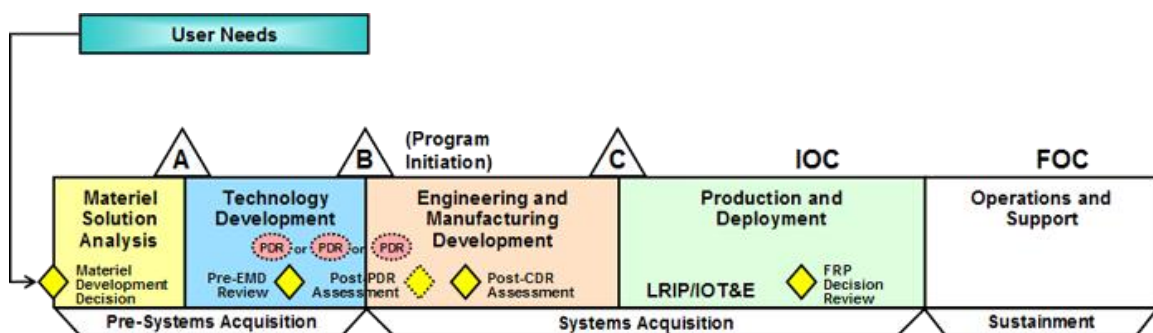 User Needs
A
B
(Program
Initiation)
C
IOC
FOC
Materiel
Solution
Analysis
Technology
Development
Engineering and
Manufacturing
Development
Production and
Deployment
Operations and
Support
PDR or PDR or PDR
Materiel
Development
Decision
Pre-EMD
Review
Post-PDR
Assessment
Post-CDR
Assessment
LRIP/IOT&E
FRP
Decision
Review
Pre-Systems Acquisition
Systems Acquisition
Sustainment